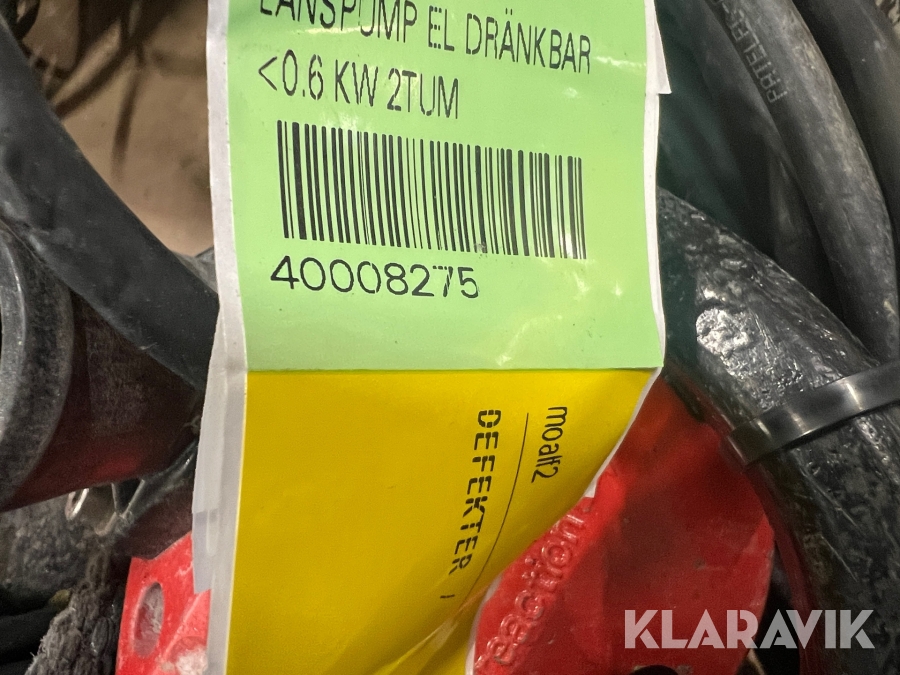 LÄNSPUMP EL DRÄNKBAR
<0.6 KW 2TUM
40008275
moalf2
DEFEKTER /
KLARAVIK